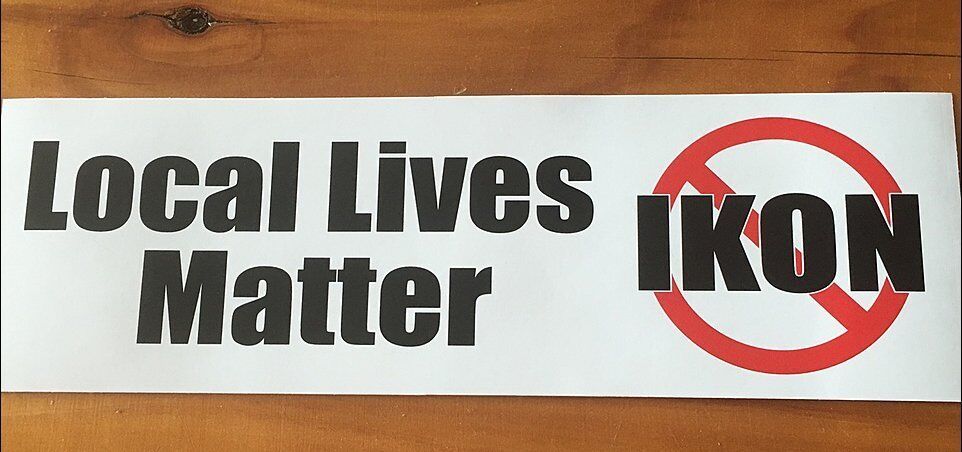 Local Lives
Matter
IKON